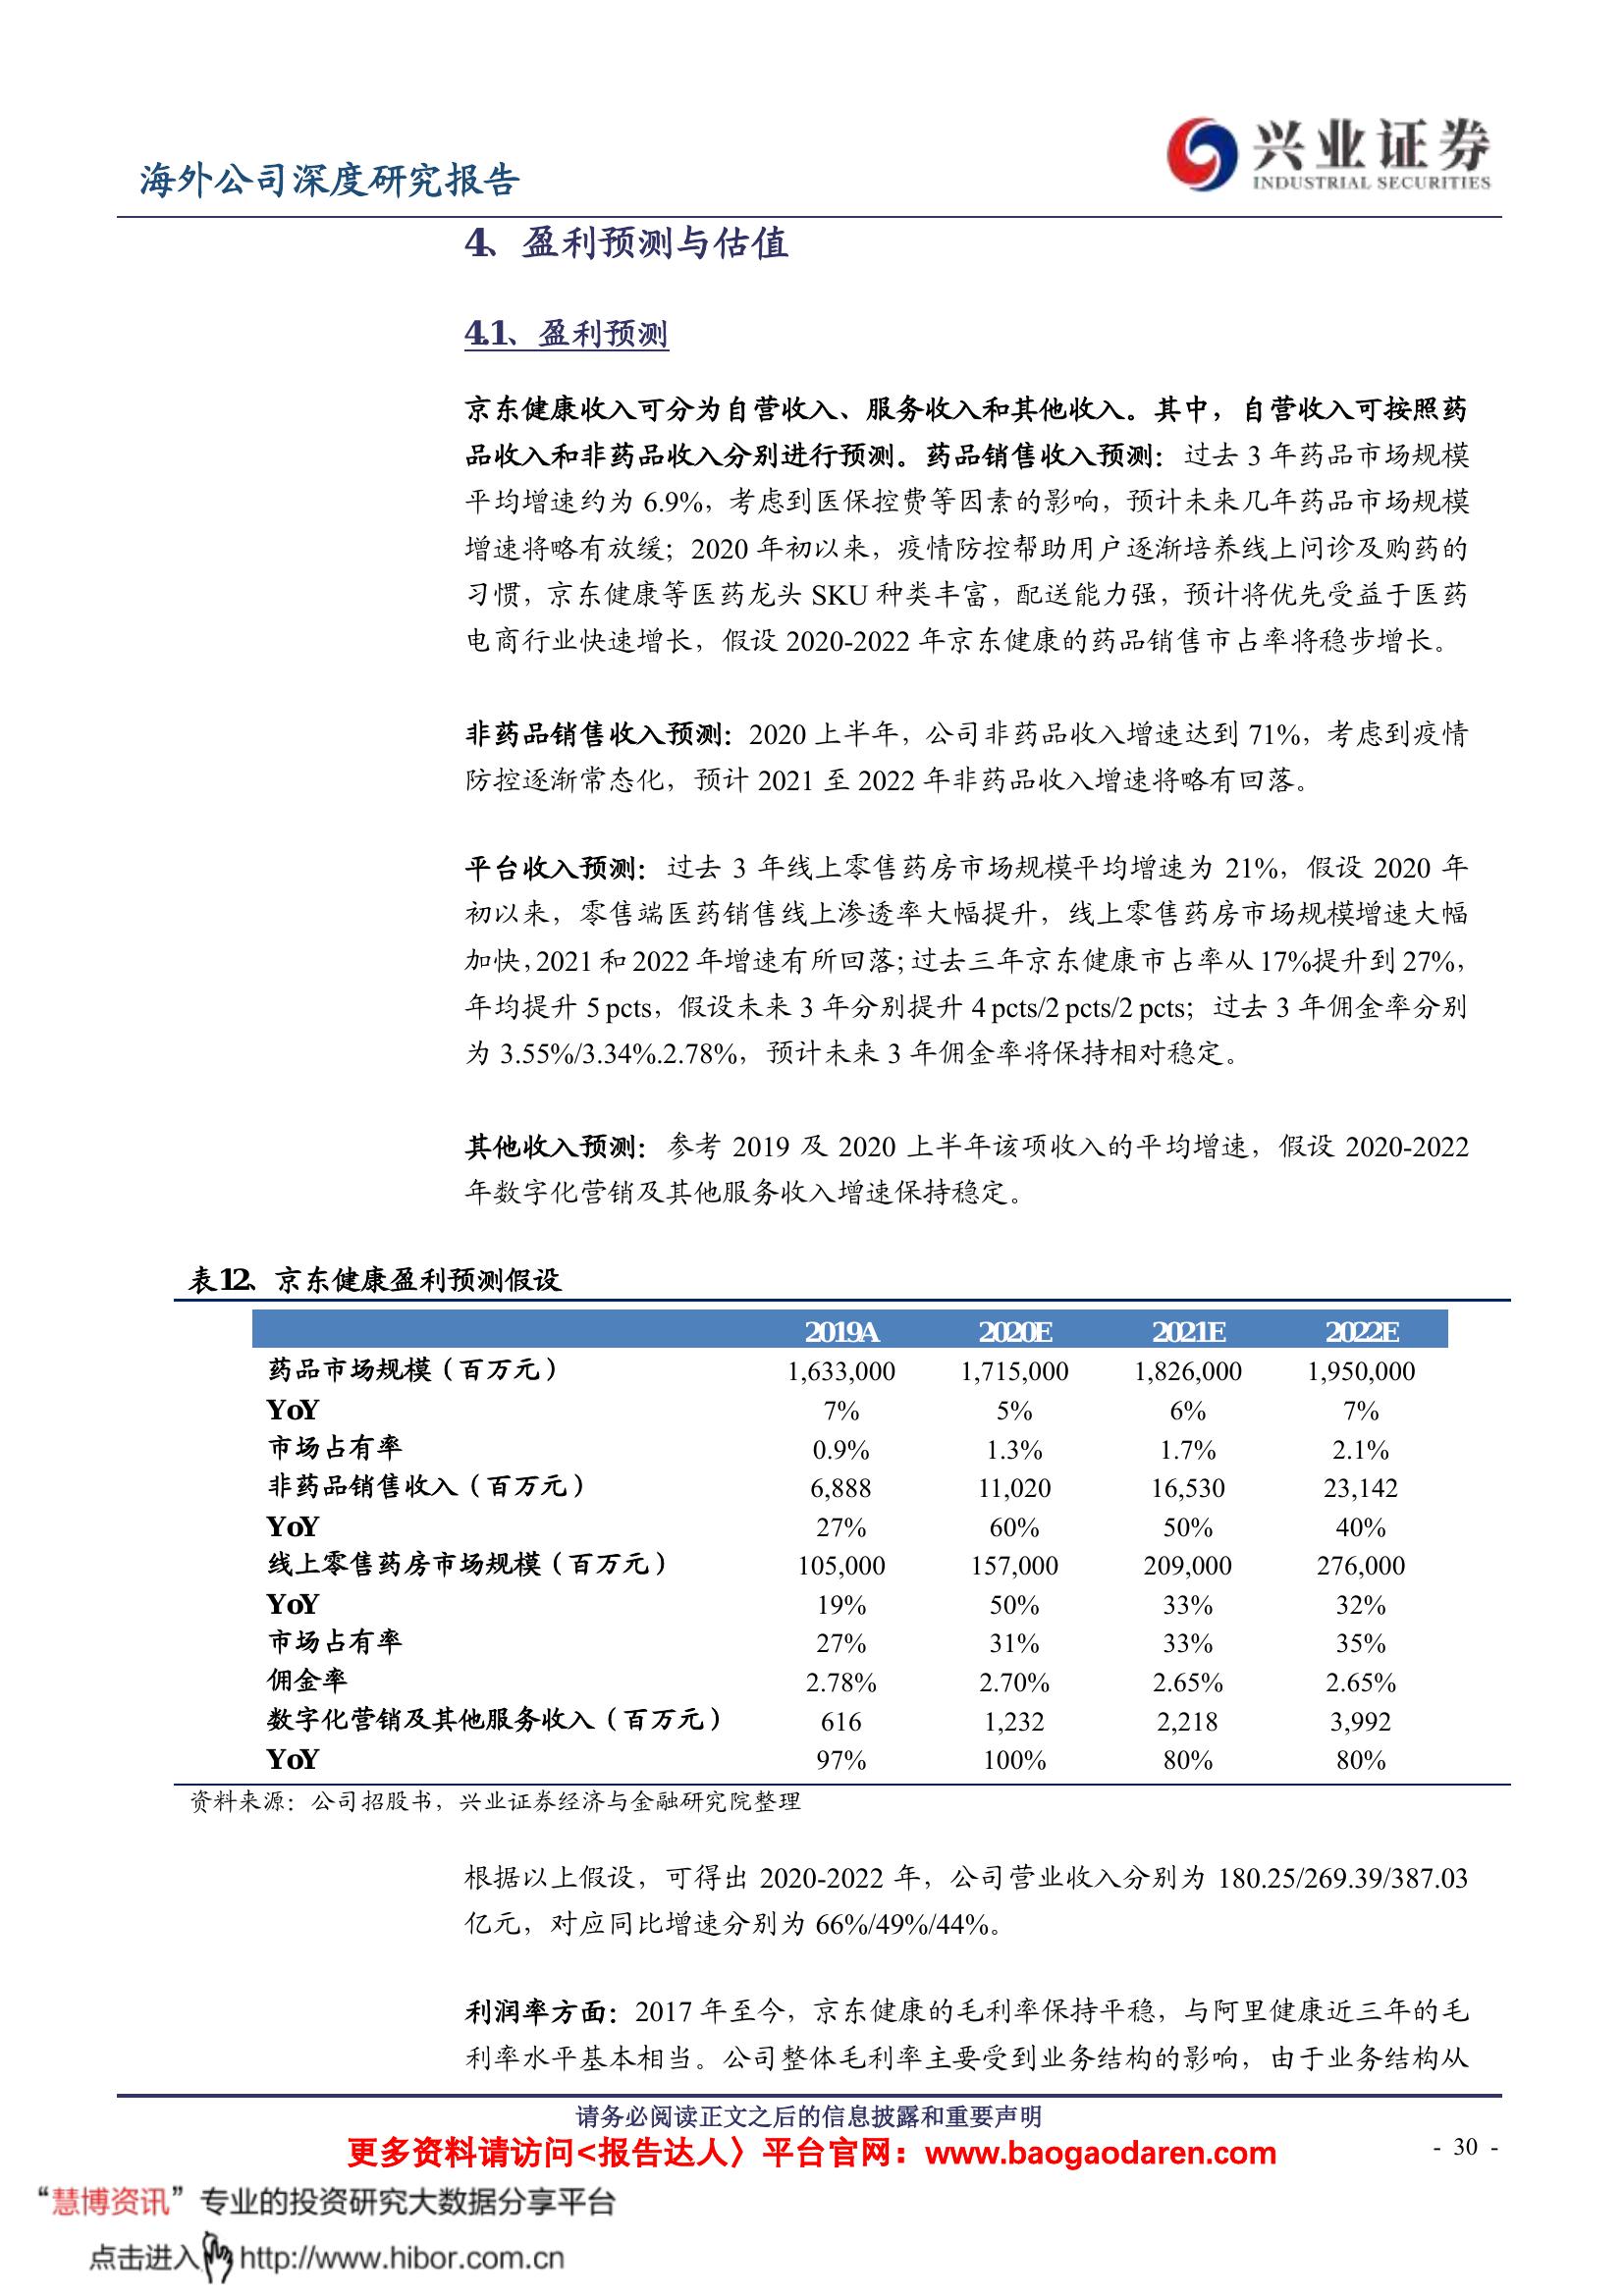 海外公司深度研究报告
兴业证券
INDUSTRIAL SECURITIES
4、盈利预测与估值
4.1、盈利预测
京东健康收入可分为自营收入、服务收入和其他收入。其中，自营收入可按照药
品收入和非药品收入分别进行预测。药品销售收入预测：过去 3 年药品市场规模
平均增速约为 6.9%，考虑到医保控费等因素的影响，预计未来几年药品市场规模
增速将略有放缓；2020 年初以来，疫情防控帮助用户逐渐培养线上问诊及购药的
习惯，京东健康等医药龙头 SKU 种类丰富，配送能力强，预计将优先受益于医药
电商行业快速增长，假设 2020-2022 年京东健康的药品销售市占率将稳步增长。
非药品销售收入预测：2020 上半年，公司非药品收入增速达到 71%，考虑到疫情
防控逐渐常态化，预计 2021 至 2022 年非药品收入增速将略有回落。
平台收入预测：过去 3 年线上零售药房市场规模平均增速为 21%，假设 2020 年
初以来，零售端医药销售线上渗透率大幅提升，线上零售药房市场规模增速大幅
加快，2021 和 2022 年增速有所回落；过去三年京东健康市占率从 17%提升到 27%，
年均提升 5 pcts，假设未来 3 年分别提升 4 pcts/2 pcts/2 pcts；过去 3 年佣金率分别
为 3.55%/3.34%.2.78%，预计未来 3 年佣金率将保持相对稳定。
其他收入预测：参考 2019 及 2020 上半年该项收入的平均增速，假设 2020-2022
年数字化营销及其他服务收入增速保持稳定。
表 12、京东健康盈利预测假设
2019A 2020E 2021E 2022E
药品市场规模（百万元） 1,633,000 1,715,000 1,826,000 1,950,000
YoY 7% 5% 6% 7%
市场占有率 0.9% 1.3% 1.7% 2.1%
非药品销售收入（百万元） 6,888 11,020 16,530 23,142
YoY 27% 60% 50% 40%
线上零售药房市场规模（百万元） 105,000 157,000 209,000 276,000
YoY 19% 50% 33% 32%
市场占有率 27% 31% 33% 35%
佣金率 2.78% 2.70% 2.65% 2.65%
数字化营销及其他服务收入（百万元） 616 1,232 2,218 3,992
YoY 97% 100% 80% 80%
资料来源：公司招股书，兴业证券经济与金融研究院整理
根据以上假设，可得出 2020-2022 年，公司营业收入分别为 180.25/269.39/387.03
亿元，对应同比增速分别为 66%/49%/44%。
利润率方面：2017 年至今，京东健康的毛利率保持平稳，与阿里健康近三年的毛
利率水平基本相当。公司整体毛利率主要受到业务结构的影响，由于业务结构从
请务必阅读正文之后的信息披露和重要声明
更多资料请访问<报告达人〉平台官网：www.baogaodaren.com
- 30 -
“慧博资讯”专业的投资研究大数据分享平台
点击进入http://www.hibor.com.cn